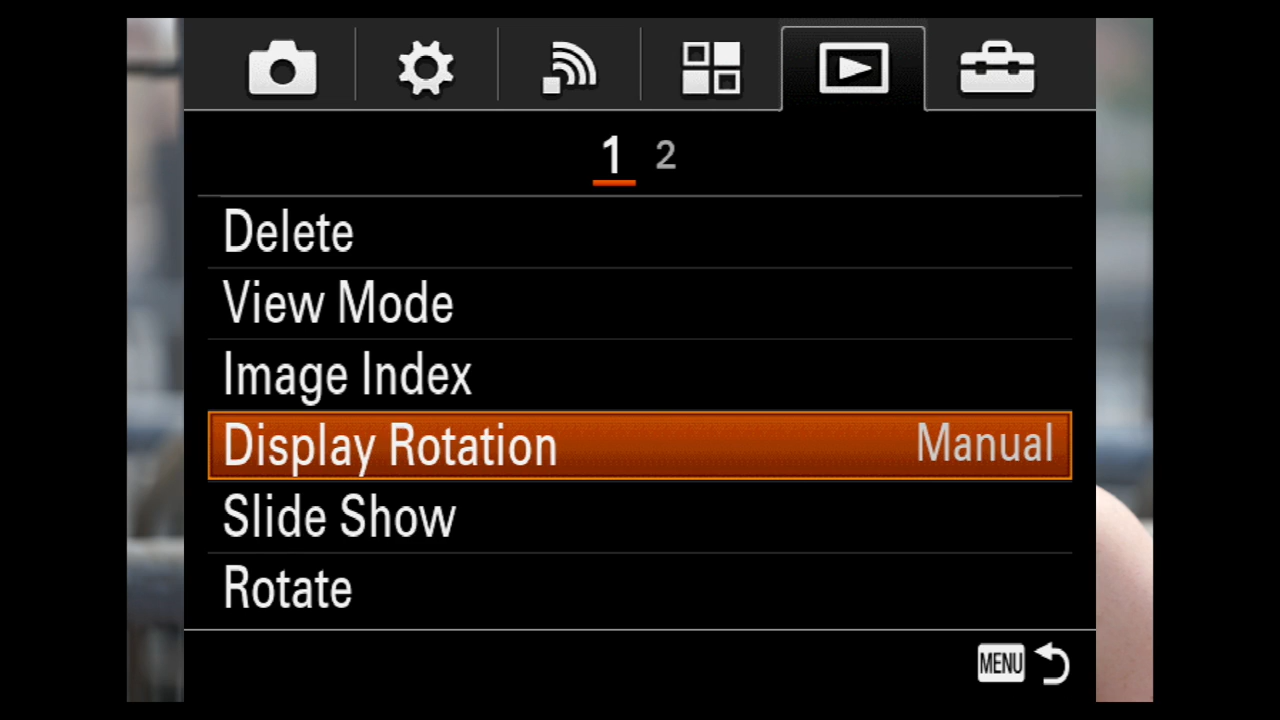 1 2
Delete
View Mode
Image Index
Display Rotation Manual
Slide Show
Rotate
MENU